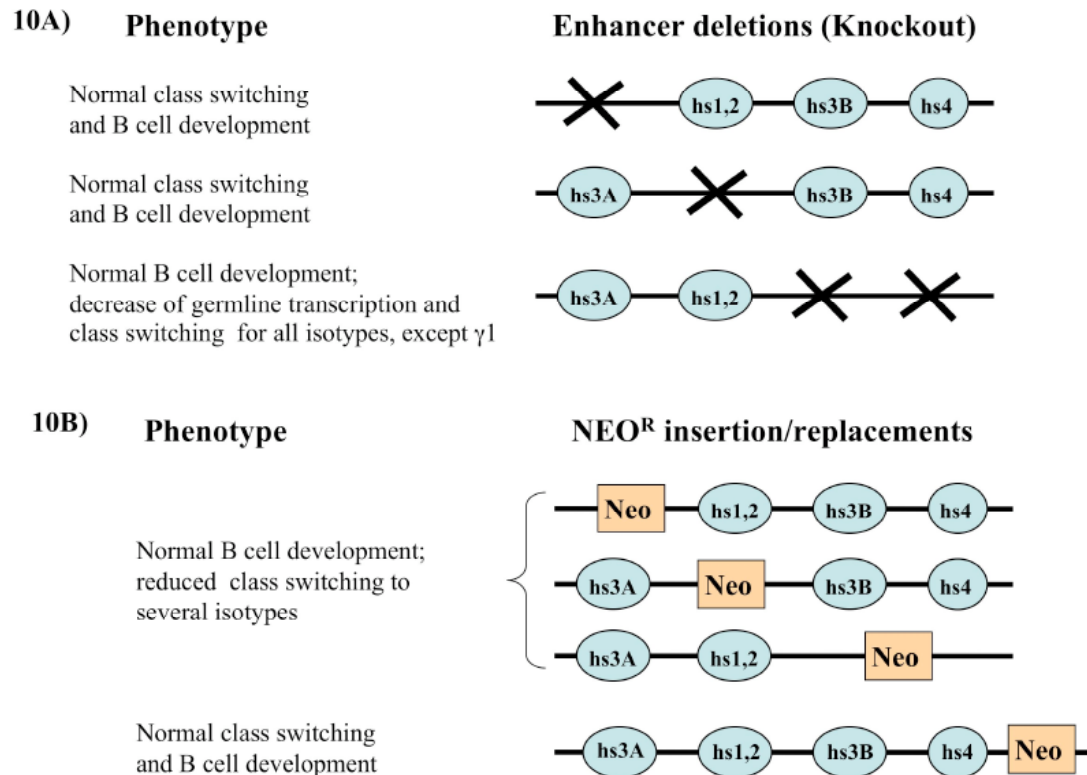 10A) Phenotype Enhancer deletions (Knockout)
Normal class switching
and B cell development
hs1,2 hs3B hs4
Normal class switching
and B cell development
hs3A hs3B hs4
Normal B cell development;
decrease of germline transcription and
class switching for all isotypes, except γ1
hs3A hs1,2
10B) Phenotype NEOᴿ insertion/replacements
Neo hs1,2 hs3B hs4
Normal B cell development;
reduced class switching to
several isotypes
hs3A Neo hs3B hs4
hs3A hs1,2 Neo
Normal class switching
and B cell development
hs3A hs1,2 hs3B hs4 Neo